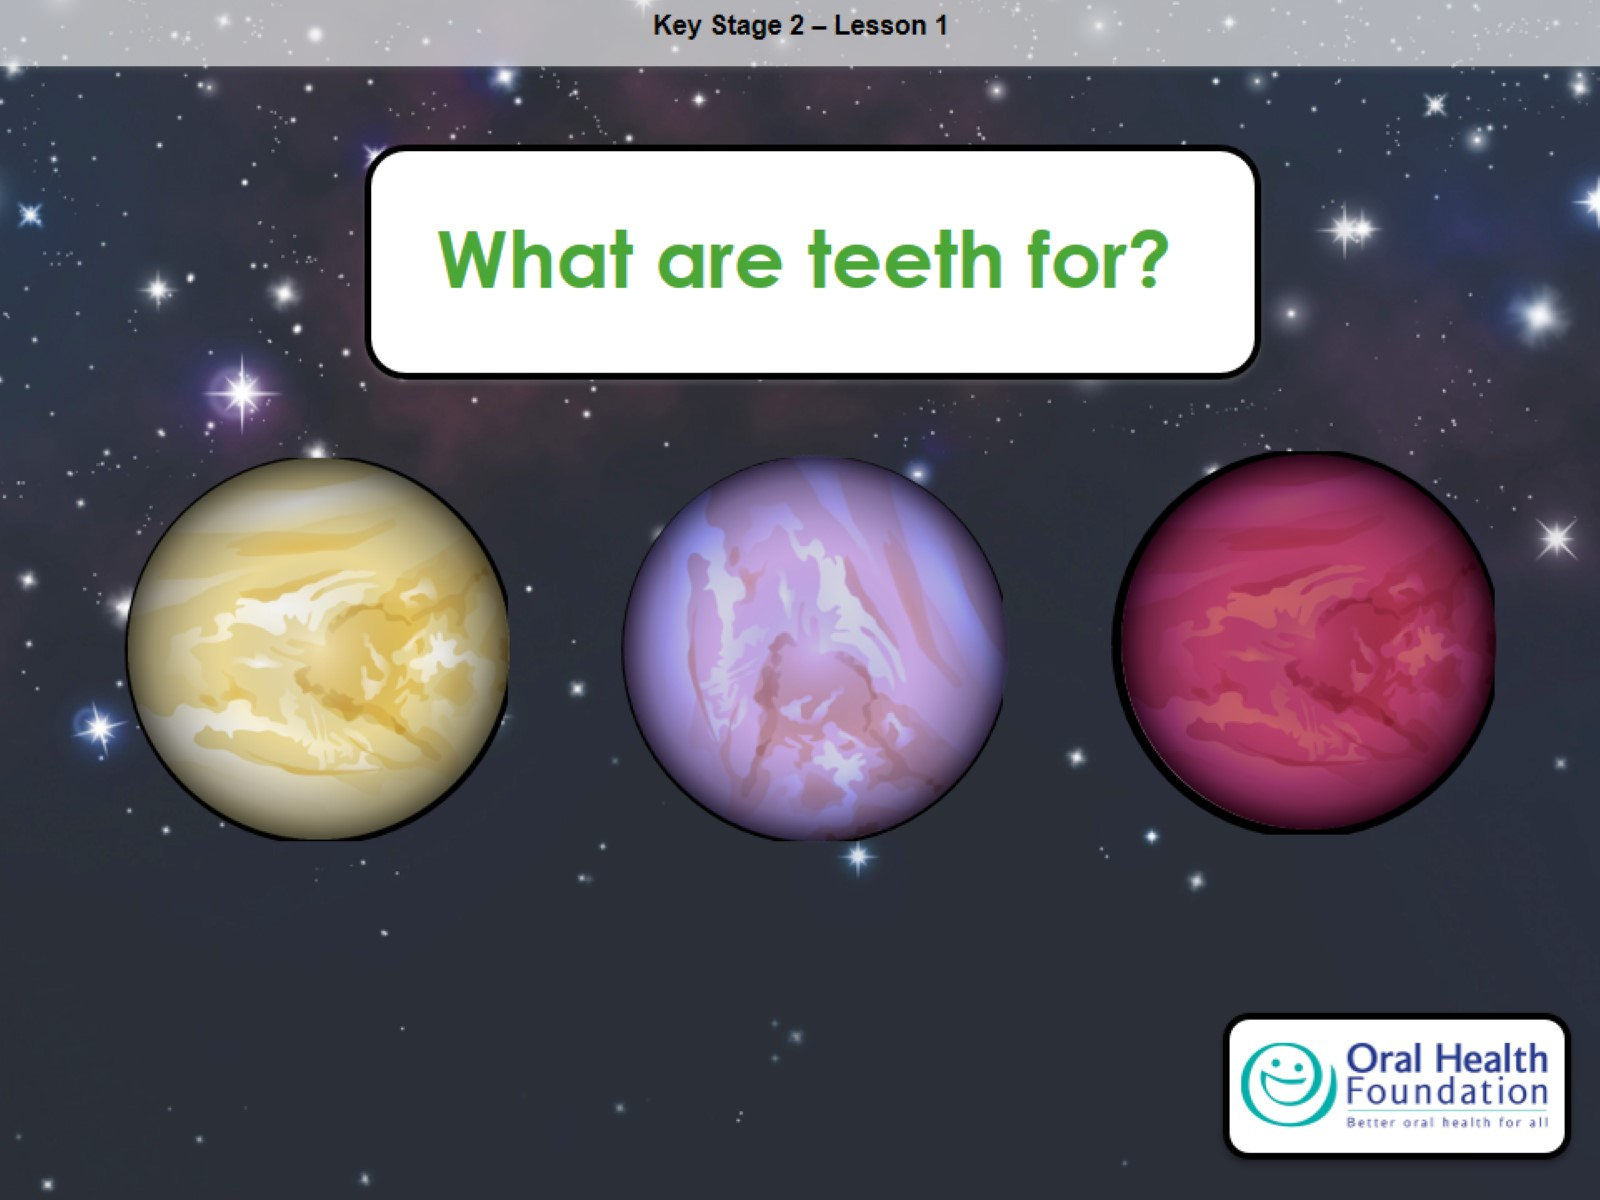 Key Stage 2 – Lesson 1
What are teeth for?
Oral Health
Foundation
Better oral health for all